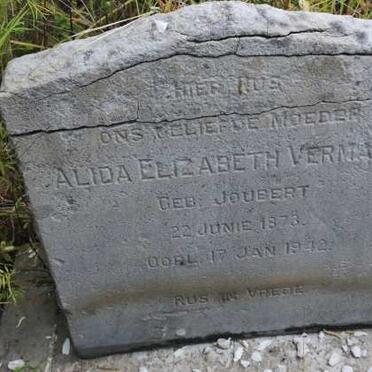 HIER RUS
ONS GELIEFDE MOEDER
ALIDA ELIZABETH VERMA
GEB: JOUBERT
22 JUNIE 1873.
OORL. 17 JAN 1942.
RUS IN VREDE